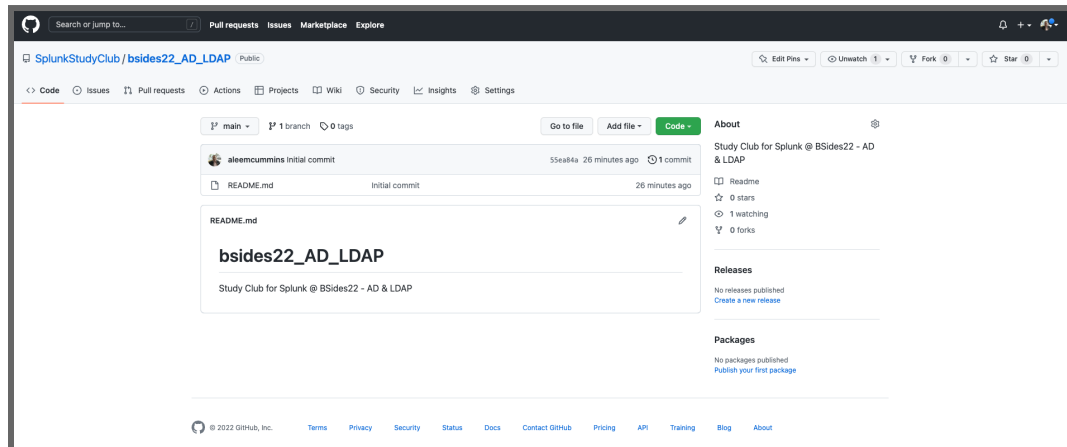 Search or jump to... /
Pull requests Issues Marketplace Explore
SplunkStudyClub / bsides22_AD_LDAP Public
Edit Pins Unwatch 1 Fork 0 Star 0
Code Issues Pull requests Actions Projects Wiki Security Insights Settings
main 1 branch 0 tags
Go to file Add file Code
aleemcummins Initial commit 55ea84a 26 minutes ago 1 commit
README.md Initial commit 26 minutes ago
README.md
bsides22_AD_LDAP
Study Club for Splunk @ BSides22 - AD & LDAP
About
Study Club for Splunk @ BSides22 - AD
& LDAP
Readme
0 stars
1 watching
0 forks
Releases
No releases published
Create a new release
Packages
No packages published
Publish your first package
© 2022 GitHub, Inc. Terms Privacy Security Status Docs Contact GitHub Pricing API Training Blog About